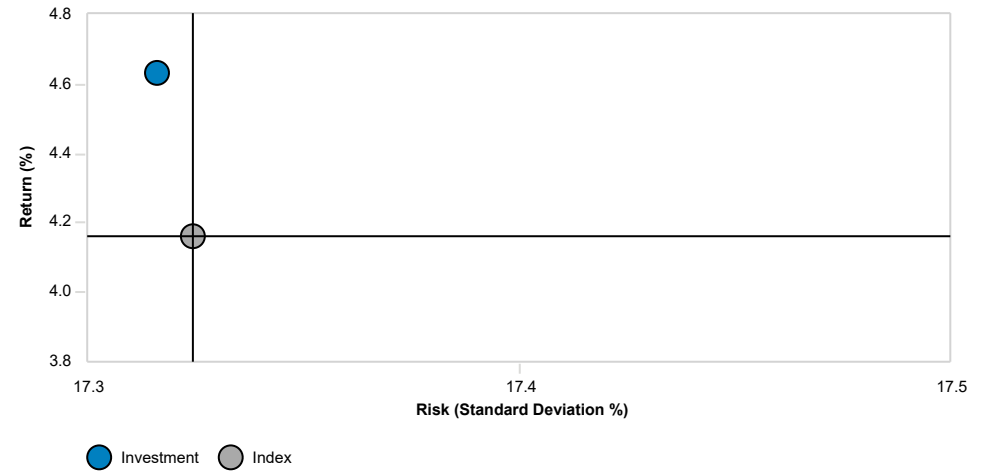 4.8
4.6
4.4
4.2
4.0
3.8
Return (%)
17.3 17.4 17.5
Risk (Standard Deviation %)
Investment Index